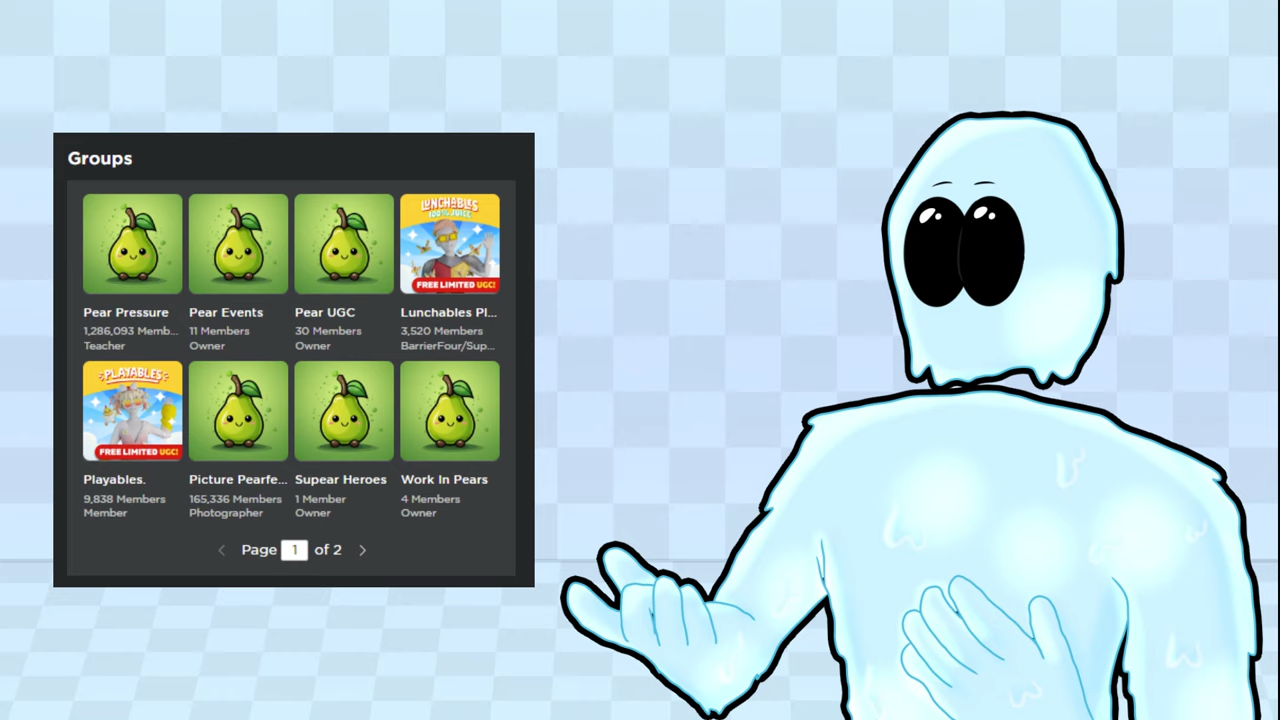 Groups
LUNCHABLES
100% JUICE
FREE LIMITED UGC!
Pear Pressure
1,286,093 Memb...
Teacher
Pear Events
11 Members
Owner
Pear UGC
30 Members
Owner
Lunchables Pl...
3,520 Members
BarrierFour/Sup...
PLAYABLES
FREE LIMITED UGC!
Playables.
9,838 Members
Member
Picture Pearfe...
165,336 Members
Photographer
Supear Heroes
1 Member
Owner
Work In Pears
4 Members
Owner
Page 1 of 2